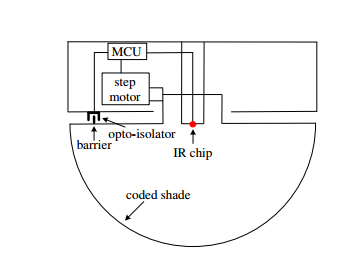 MCU
step
motor
opto-isolator
barrier
IR chip
coded shade